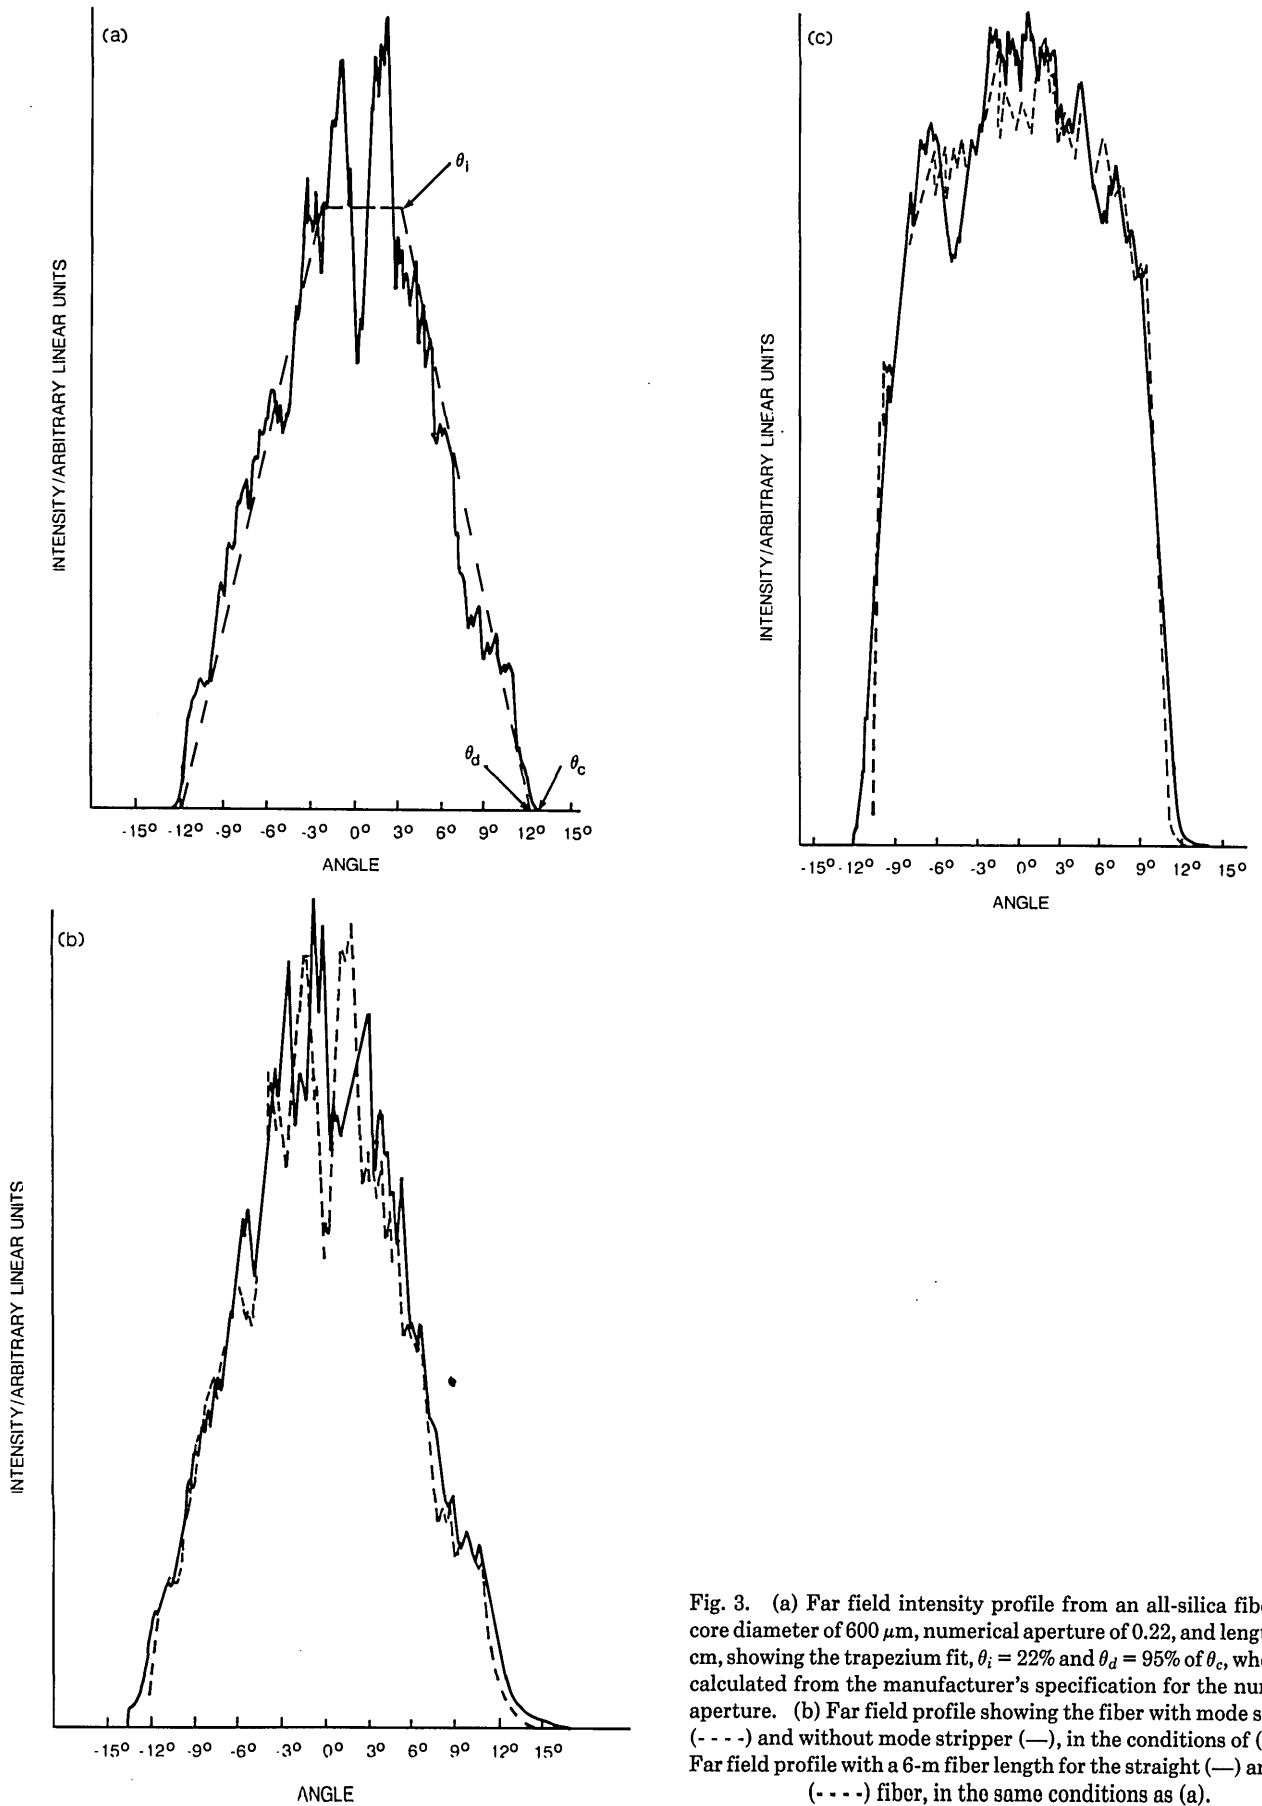 (a)
INTENSITY/ARBITRARY LINEAR UNITS
θi
θd
θc
-15° -12° -9° -6° -3° 0° 3° 6° 9° 12° 15°
ANGLE
(c)
INTENSITY/ARBITRARY LINEAR UNITS
-15° -12° -9° -6° -3° 0° 3° 6° 9° 12° 15°
ANGLE
(b)
INTENSITY/ARBITRARY LINEAR UNITS
-15° -12° -9° -6° -3° 0° 3° 6° 9° 12° 15°
ANGLE
Fig. 3. (a) Far field intensity profile from an all-silica
core diameter of 600 μm, numerical aperture of 0.22, and
cm, showing the trapezium fit, θi = 22% and θd = 95% of θc,
calculated from the manufacturer's specification for the
aperture. (b) Far field profile showing the fiber with mode
(- - - -) and without mode stripper (—), in the conditions of
Far field profile with a 6-m fiber length for the straight (—)
(- - - -) fiber, in the same conditions as (a).